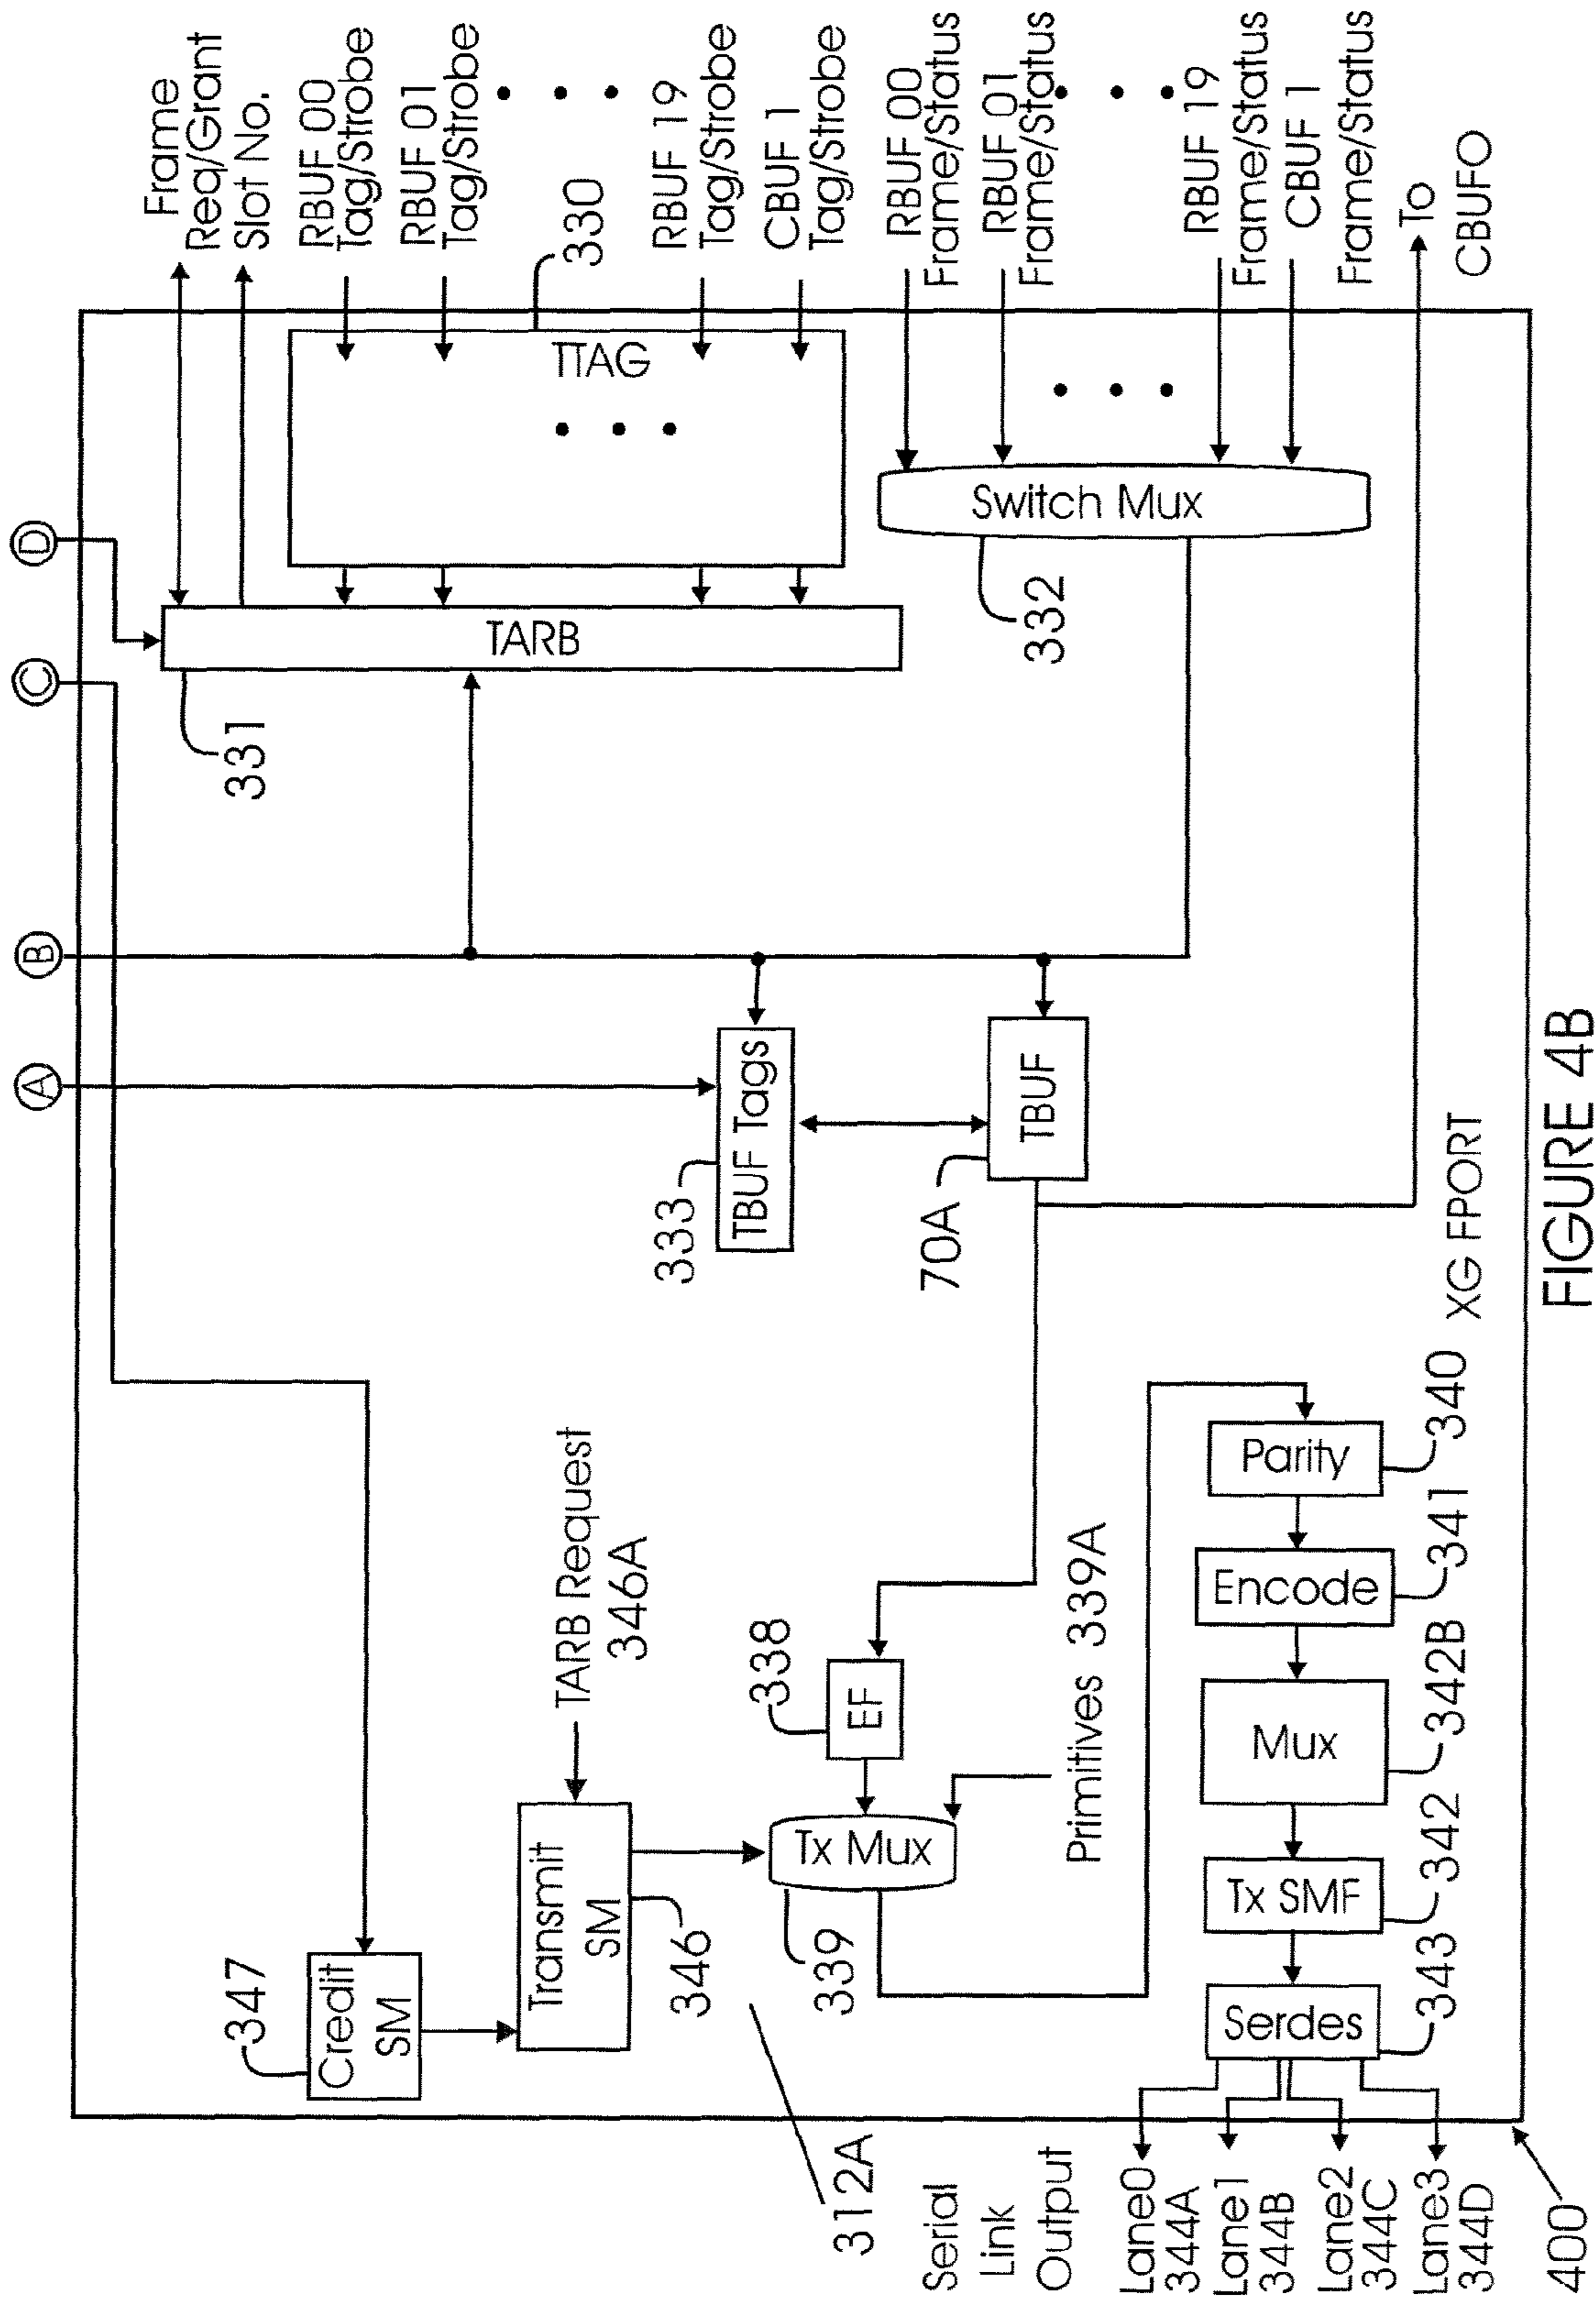 Frame
Req/Grant
Slot No.
RBUF 00
Tag/Strobe
RBUF 01
Tag/Strobe
330
RBUF 19
Tag/Strobe
CBUF 1
Tag/Strobe
RBUF 00
Frame/Status
RBUF 01
Frame/Status
RBUF 19
Frame/Status
CBUF 1
Frame/Status
To
CBUFO
TTAG
D
C
B
A
TARB
331
Switch Mux
332
TBUF Tags
333
TBUF
70A
XG FPORT
TARB Request
346A
347
Credit
SM
Transmit
SM
346
312A
338
EF
Tx Mux
339
Primitives 339A
Parity
340
Encode
341
Mux
342B
Tx SMF
342
Serdes
343
Serial
Link
Output
Lane0
344A
Lane1
344B
Lane2
344C
Lane3
344D
400
FIGURE 4B